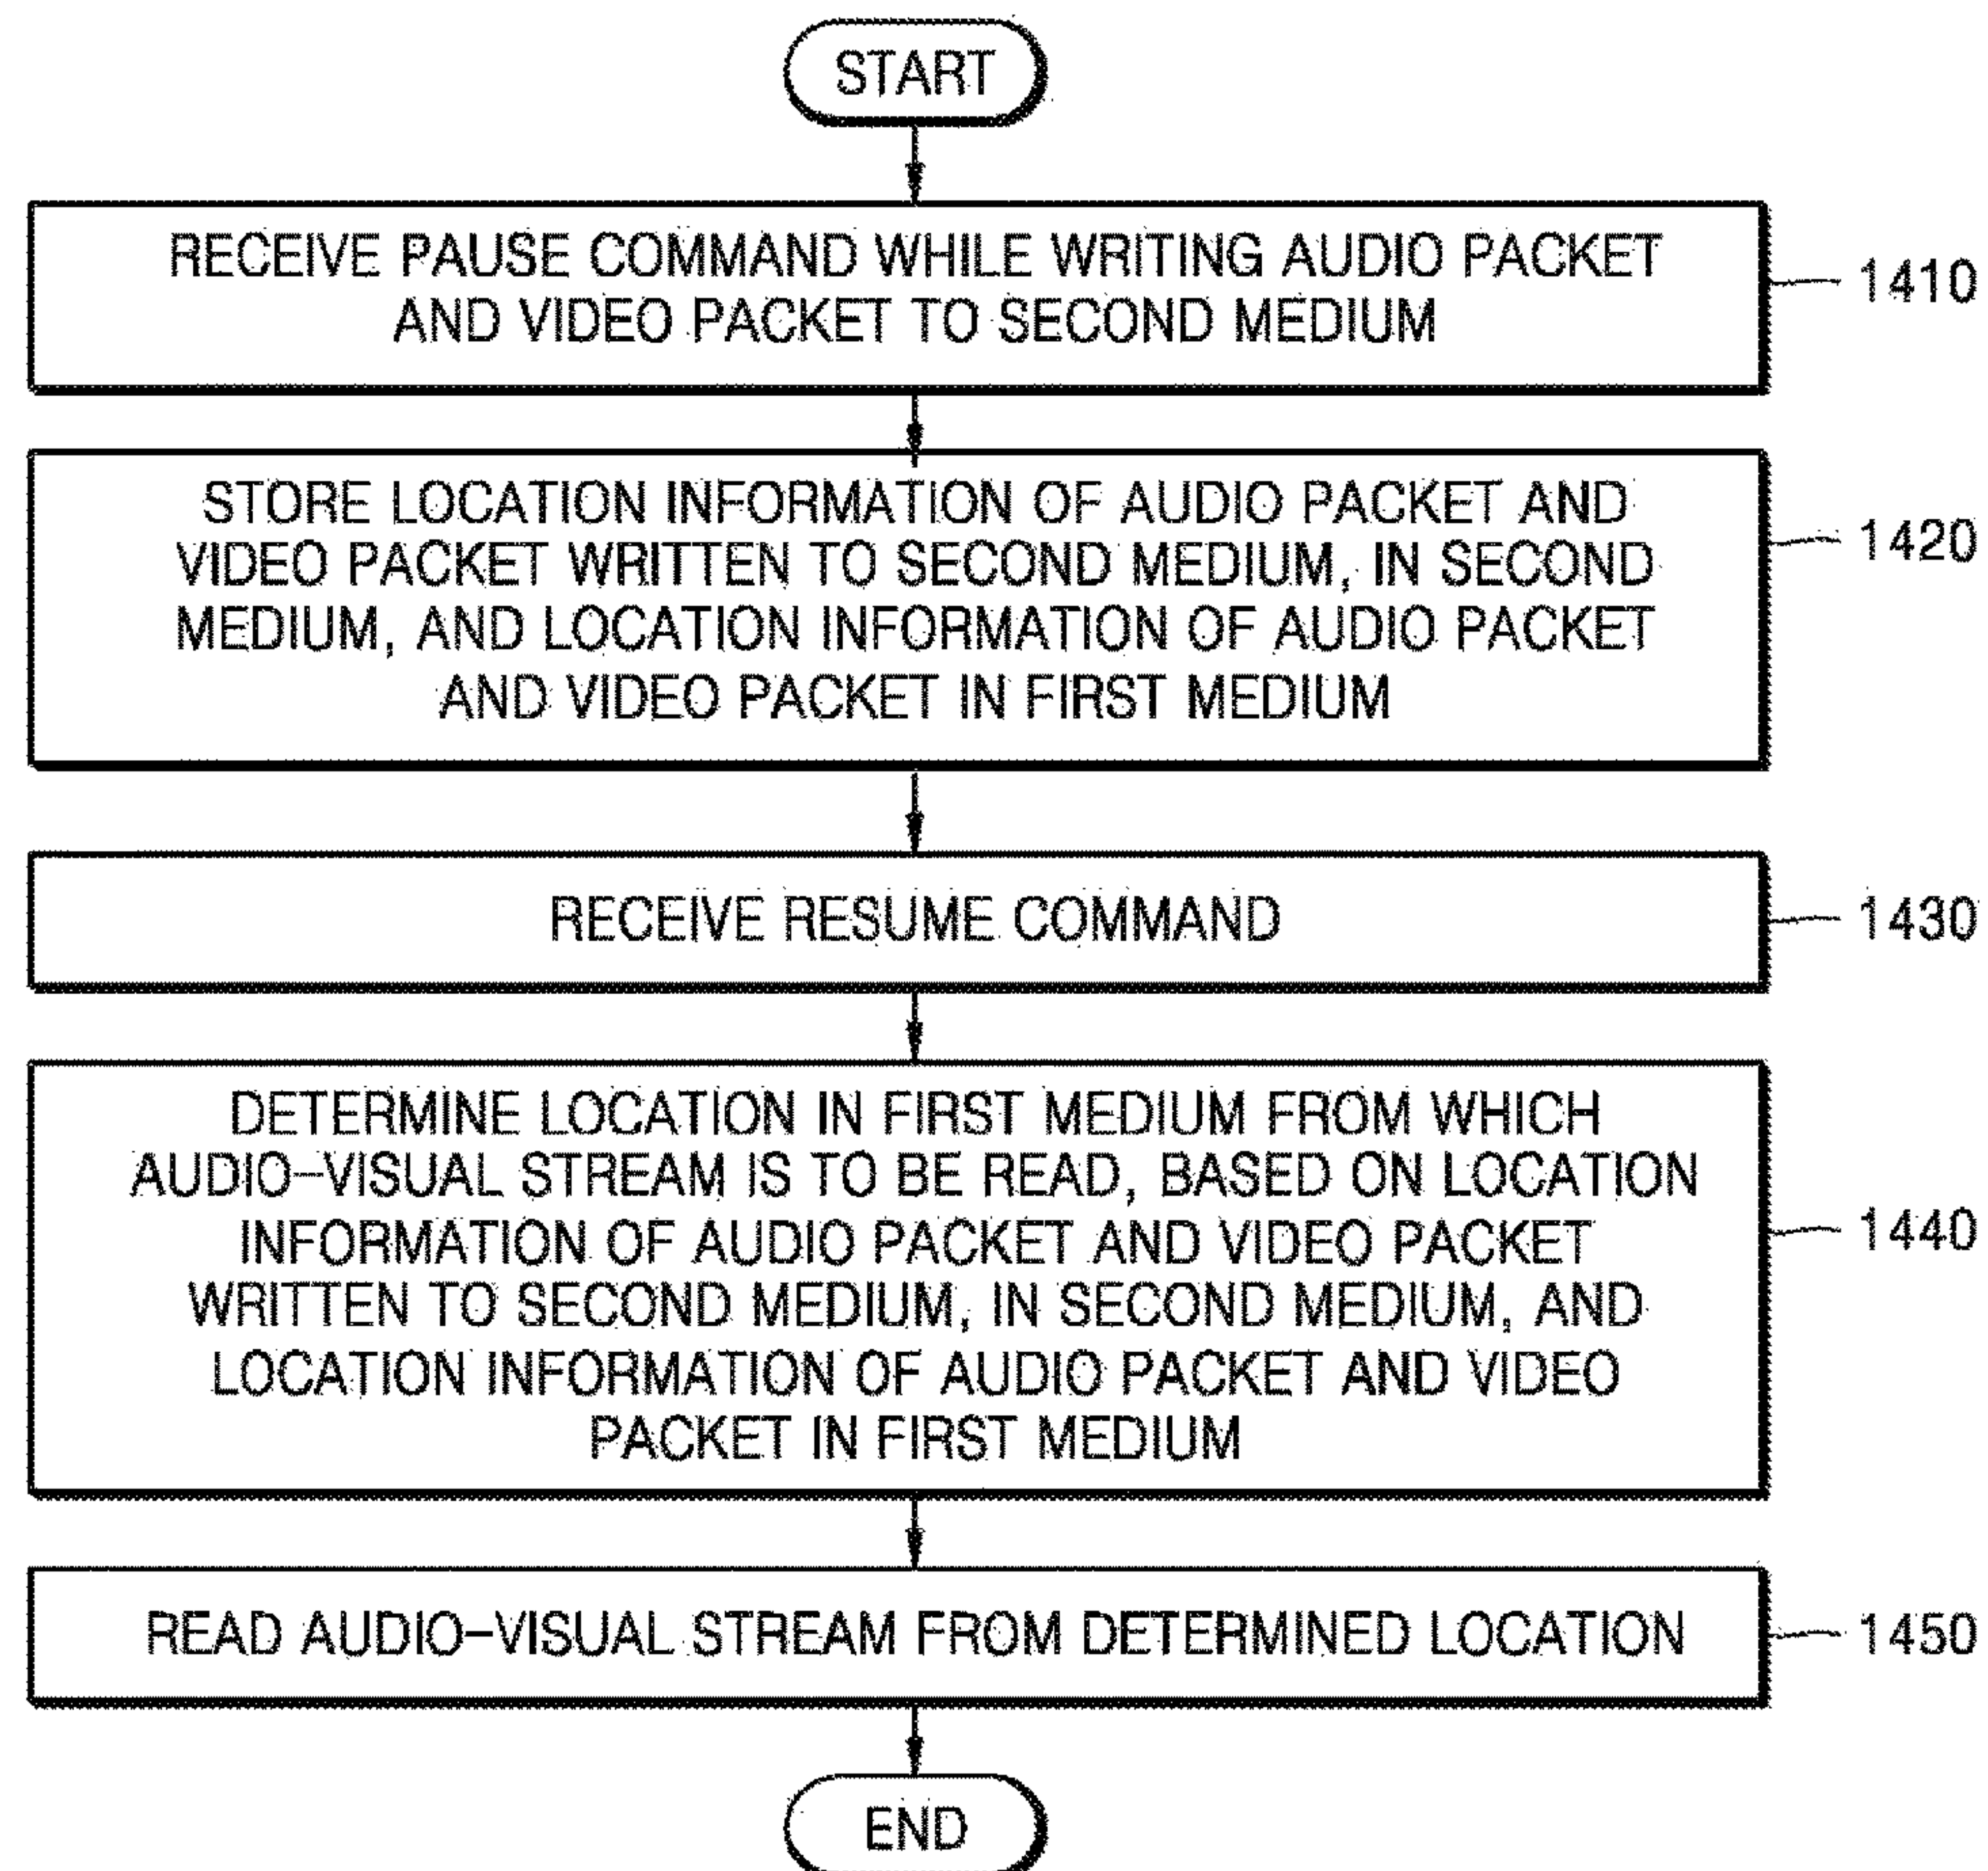 START
RECEIVE PAUSE COMMAND WHILE WRITING AUDIO PACKET
AND VIDEO PACKET TO SECOND MEDIUM
1410
STORE LOCATION INFORMATION OF AUDIO PACKET AND
VIDEO PACKET WRITTEN TO SECOND MEDIUM, IN SECOND
MEDIUM, AND LOCATION INFORMATION OF AUDIO PACKET
AND VIDEO PACKET IN FIRST MEDIUM
1420
RECEIVE RESUME COMMAND
1430
DETERMINE LOCATION IN FIRST MEDIUM FROM WHICH
AUDIO-VISUAL STREAM IS TO BE READ, BASED ON LOCATION
INFORMATION OF AUDIO PACKET AND VIDEO PACKET
WRITTEN TO SECOND MEDIUM, IN SECOND MEDIUM, AND
LOCATION INFORMATION OF AUDIO PACKET AND VIDEO
PACKET IN FIRST MEDIUM
1440
READ AUDIO-VISUAL STREAM FROM DETERMINED LOCATION
1450
END